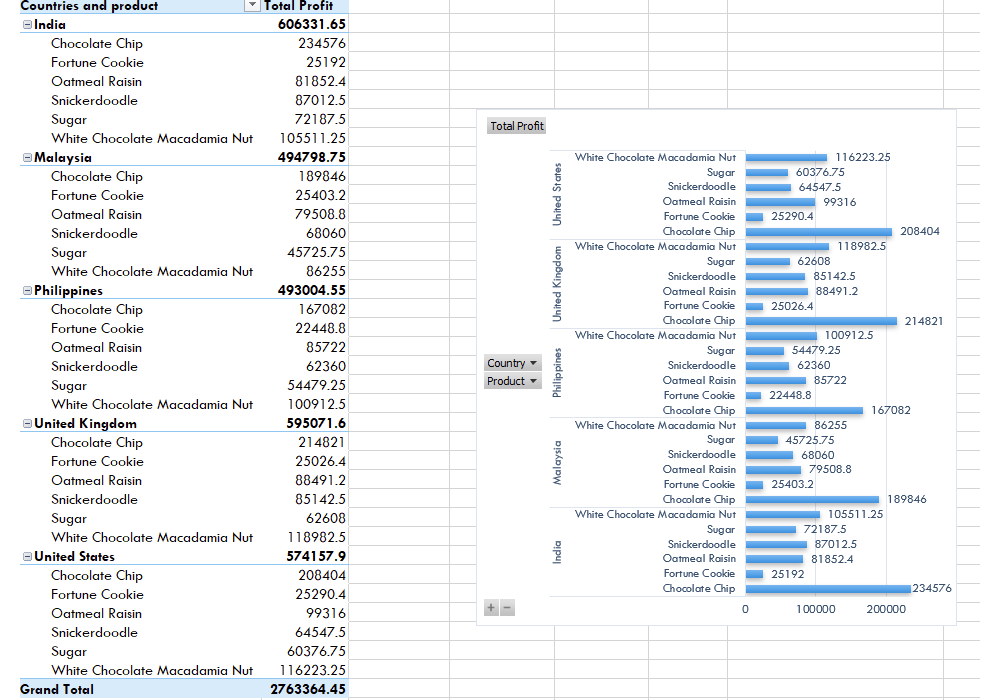 Countries and product Total Profit
India 606331.65
Chocolate Chip 234576
Fortune Cookie 25192
Oatmeal Raisin 81852.4
Snickerdoodle 87012.5
Sugar 72187.5
White Chocolate Macadamia Nut 105511.25
Malaysia 494798.75
Chocolate Chip 189846
Fortune Cookie 25403.2
Oatmeal Raisin 79508.8
Snickerdoodle 68060
Sugar 45725.75
White Chocolate Macadamia Nut 86255
Philippines 493004.55
Chocolate Chip 167082
Fortune Cookie 22448.8
Oatmeal Raisin 85722
Snickerdoodle 62360
Sugar 54479.25
White Chocolate Macadamia Nut 100912.5
United Kingdom 595071.6
Chocolate Chip 214821
Fortune Cookie 25026.4
Oatmeal Raisin 88491.2
Snickerdoodle 85142.5
Sugar 62608
White Chocolate Macadamia Nut 118982.5
United States 574157.9
Chocolate Chip 208404
Fortune Cookie 25290.4
Oatmeal Raisin 99316
Snickerdoodle 64547.5
Sugar 60376.75
White Chocolate Macadamia Nut 116223.25
Grand Total 2763364.45
Total Profit
United States
White Chocolate Macadamia Nut 116223.25
Sugar 60376.75
Snickerdoodle 64547.5
Oatmeal Raisin 99316
Fortune Cookie 25290.4
Chocolate Chip 208404
United Kingdom
White Chocolate Macadamia Nut 118982.5
Sugar 62608
Snickerdoodle 85142.5
Oatmeal Raisin 88491.2
Fortune Cookie 25026.4
Chocolate Chip 214821
Philippines
White Chocolate Macadamia Nut 100912.5
Sugar 54479.25
Snickerdoodle 62360
Oatmeal Raisin 85722
Fortune Cookie 22448.8
Chocolate Chip 167082
Malaysia
White Chocolate Macadamia Nut 86255
Sugar 45725.75
Snickerdoodle 68060
Oatmeal Raisin 79508.8
Fortune Cookie 25403.2
Chocolate Chip 189846
India
White Chocolate Macadamia Nut 105511.25
Sugar 72187.5
Snickerdoodle 87012.5
Oatmeal Raisin 81852.4
Fortune Cookie 25192
Chocolate Chip 234576
0 100000 200000
Country
Product
+ −